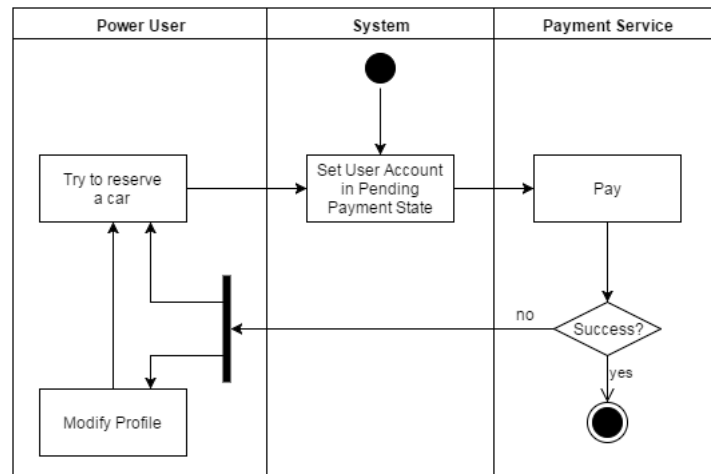 Power User
System
Payment Service
Try to reserve
a car
Set User Account
in Pending
Payment State
Pay
no
Success?
yes
Modify Profile